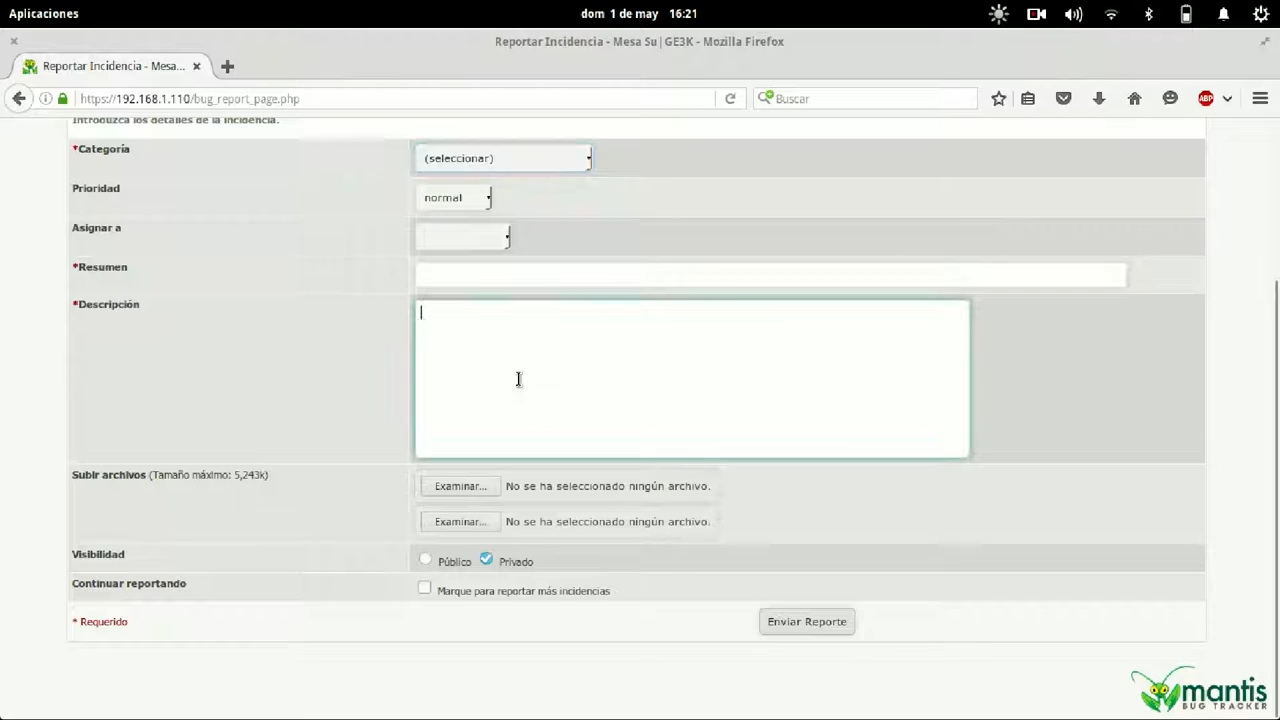 Aplicaciones
dom 1 de may 16:21
Reportar Incidencia - Mesa Su|GE3K - Mozilla Firefox
Reportar Incidencia - Mesa...
https://192.168.1.110/bug_report_page.php
Buscar
ABP
Introduzca los detalles de la incidencia.
*Categoría
(seleccionar)
Prioridad
normal
Asignar a
*Resumen
*Descripción
Subir archivos (Tamaño máximo: 5,243k)
Examinar... No se ha seleccionado ningún archivo.
Examinar... No se ha seleccionado ningún archivo.
Visibilidad
Público Privado
Continuar reportando
Marque para reportar más incidencias
* Requerido
Enviar Reporte
mantis
BUG TRACKER